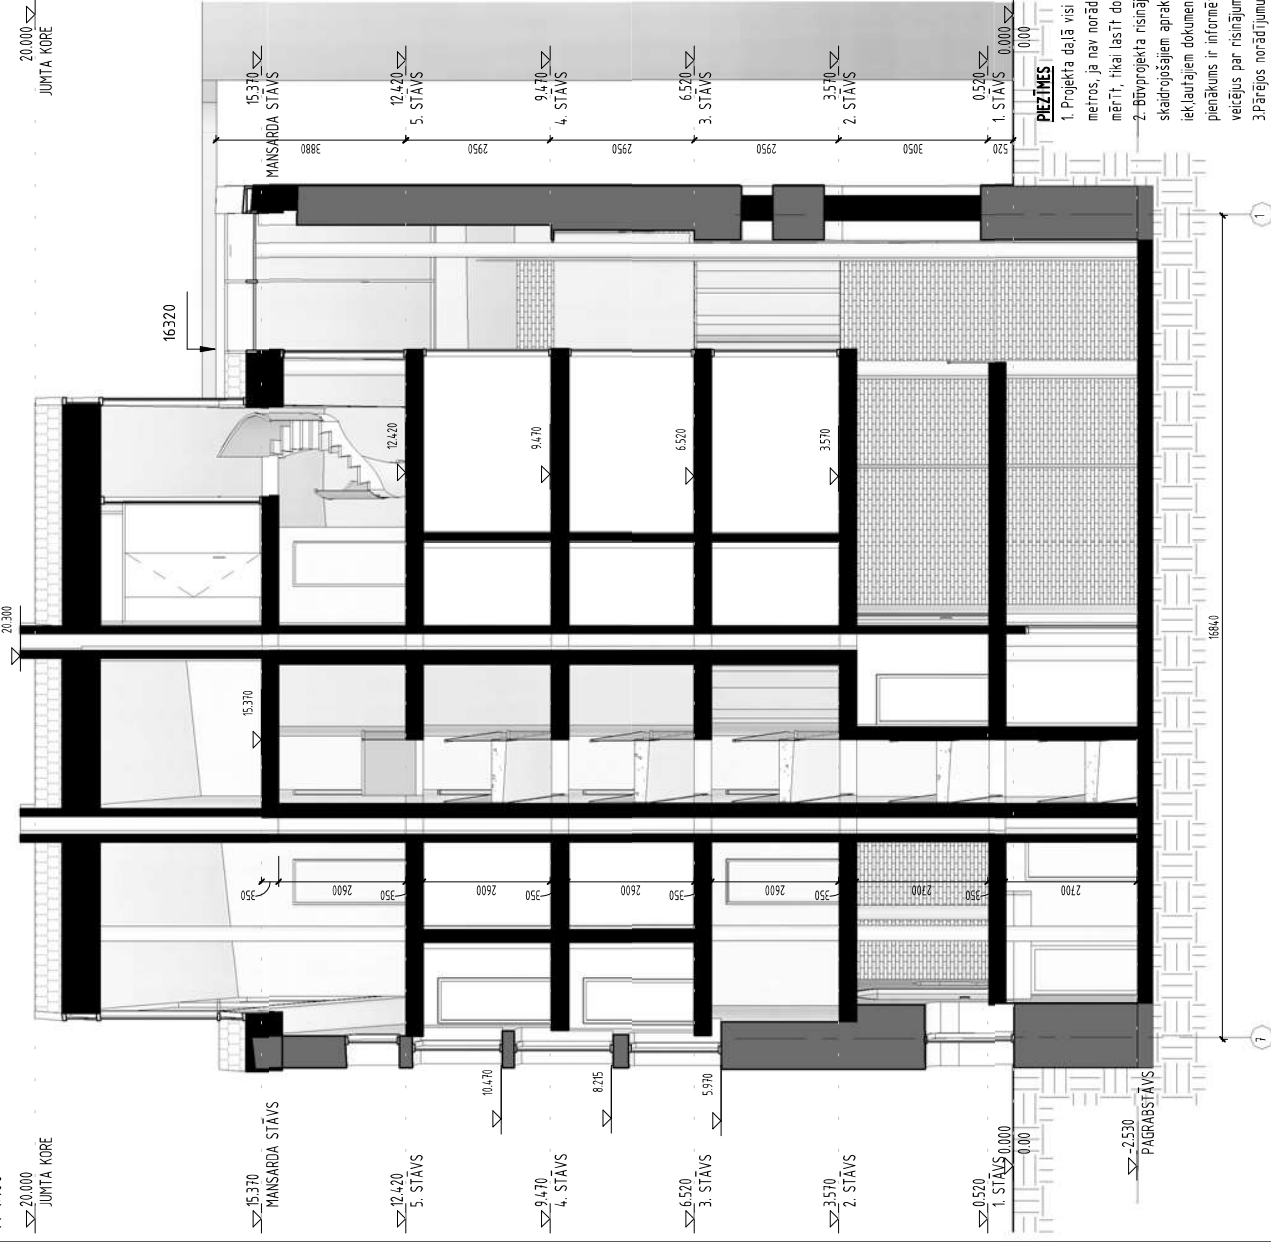 20.000
JUMTA KORE
15.370
MANSARDA STĀVS
12.420
5. STĀVS
9.470
4. STĀVS
6.520
3. STĀVS
3.570
2. STĀVS
0.520
1. STĀVS
0.000
0.00
3880
2950
2950
2950
3050
520
PIEZĪMES
1. Projekta daļā visi
metros, ja nav norād
mērīt, tikai lasīt do
2. Būvprojekta risināj
skaidrojošajiem aprak
iekļautajiem dokumen
pienākums ir informē
veicējus par risinājum
3.Pārējos norādījumu
1
16320
12.420
9.470
6.520
3.570
20.300
15.370
16840
350
2600
350
2600
350
2600
350
2600
350
2700
350
2700
10.470
8.215
5.970
7
20.000
JUMTA KORE
15.370
MANSARDA STĀVS
12.420
5. STĀVS
9.470
4. STĀVS
6.520
3. STĀVS
3.570
2. STĀVS
0.520
1. STĀVS
0.000
0.00
-2.530
PAGRABSTĀVS